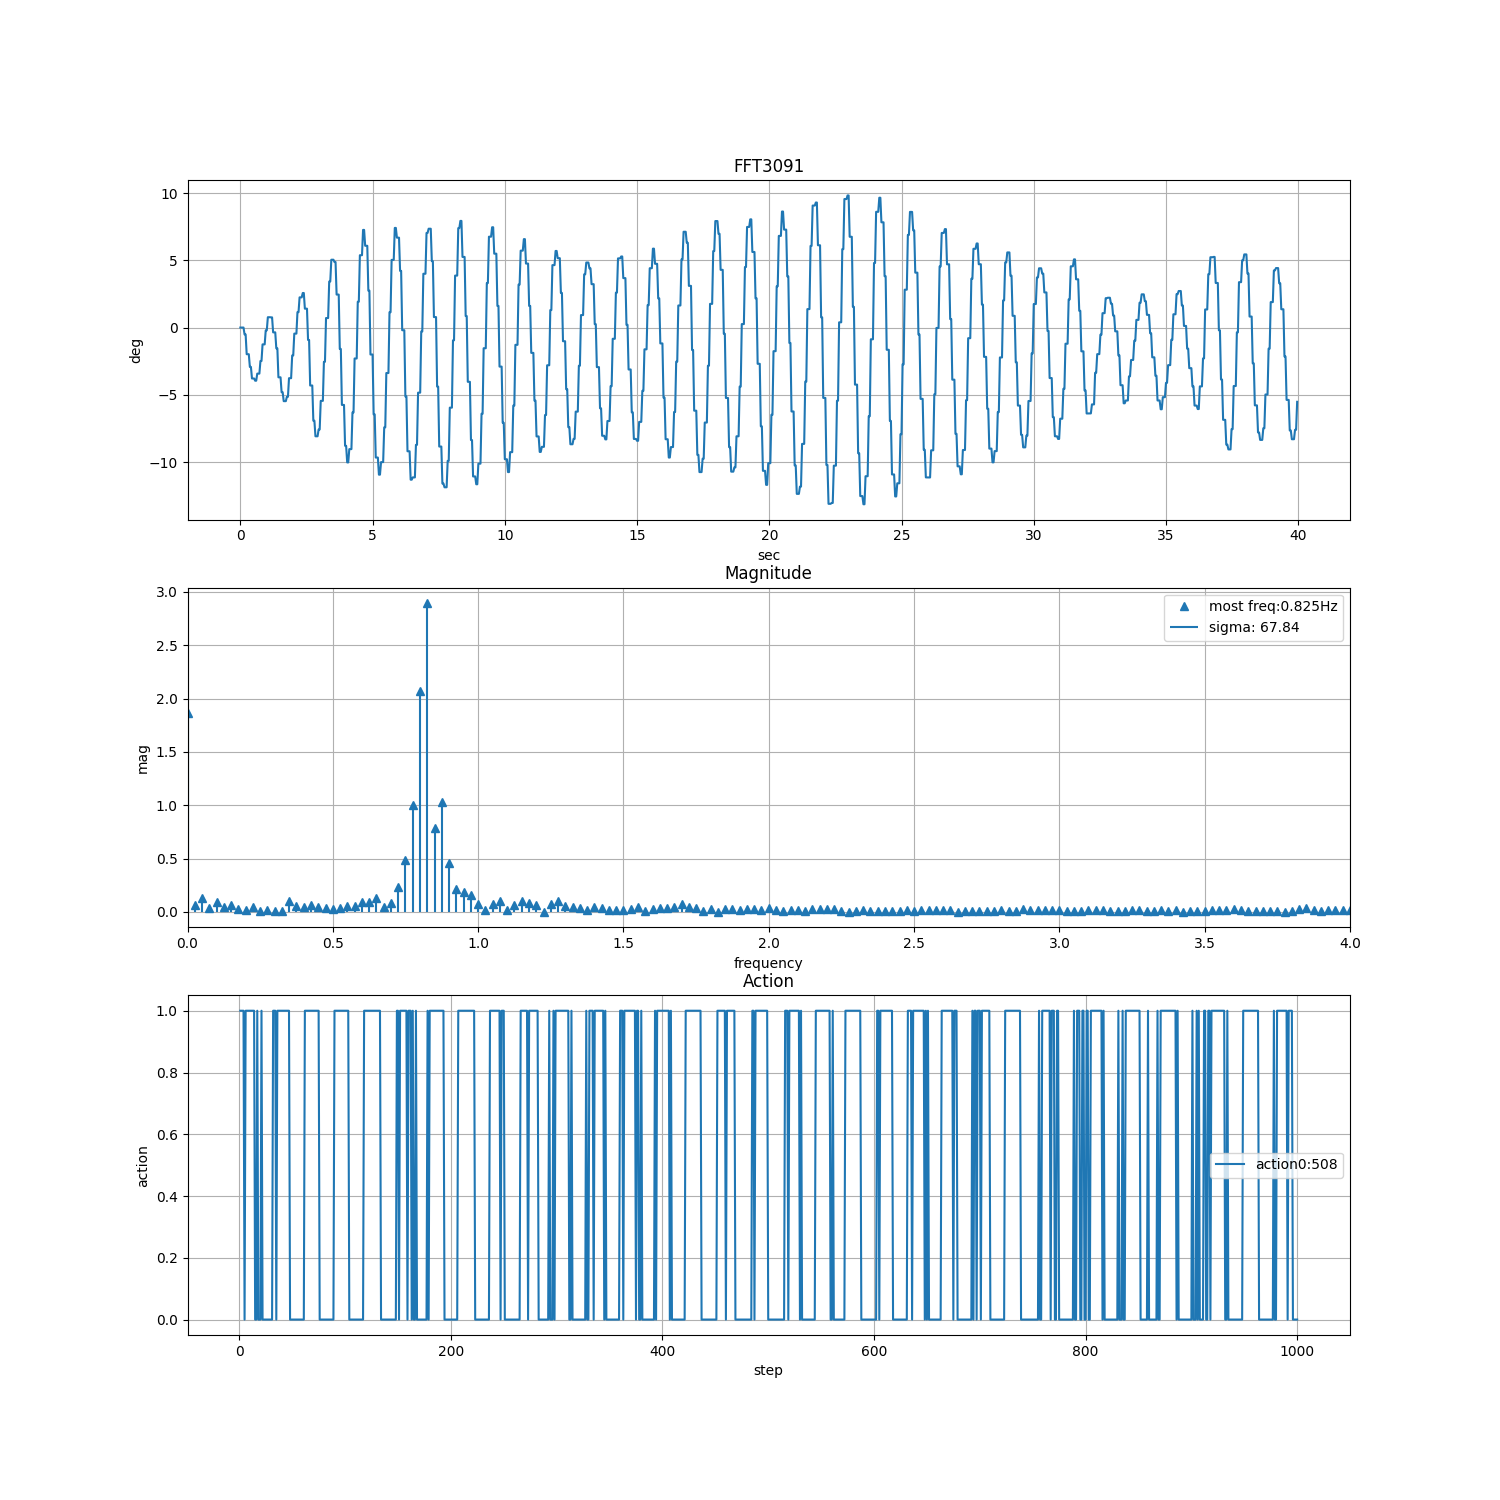 FFT3091
10
5
0
−5
−10
deg
0 5 10 15 20 25 30 35 40
sec
Magnitude
3.0
2.5
2.0
1.5
1.0
0.5
0.0
mag
most freq:0.825Hz
sigma: 67.84
0.0 0.5 1.0 1.5 2.0 2.5 3.0 3.5 4.0
frequency
Action
1.0
0.8
0.6
0.4
0.2
0.0
action
action0:508
0 200 400 600 800 1000
step